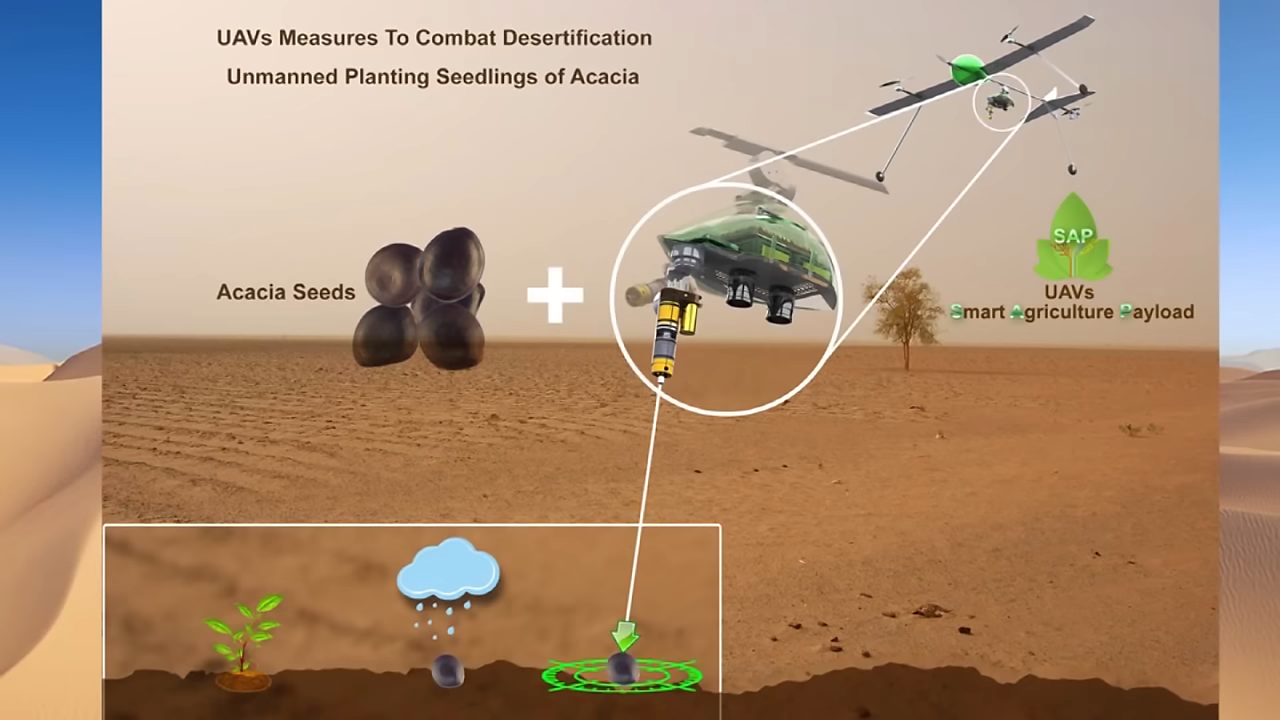 UAVs Measures To Combat Desertification
Unmanned Planting Seedlings of Acacia
Acacia Seeds
SAP
UAVs
Smart Agriculture Payload